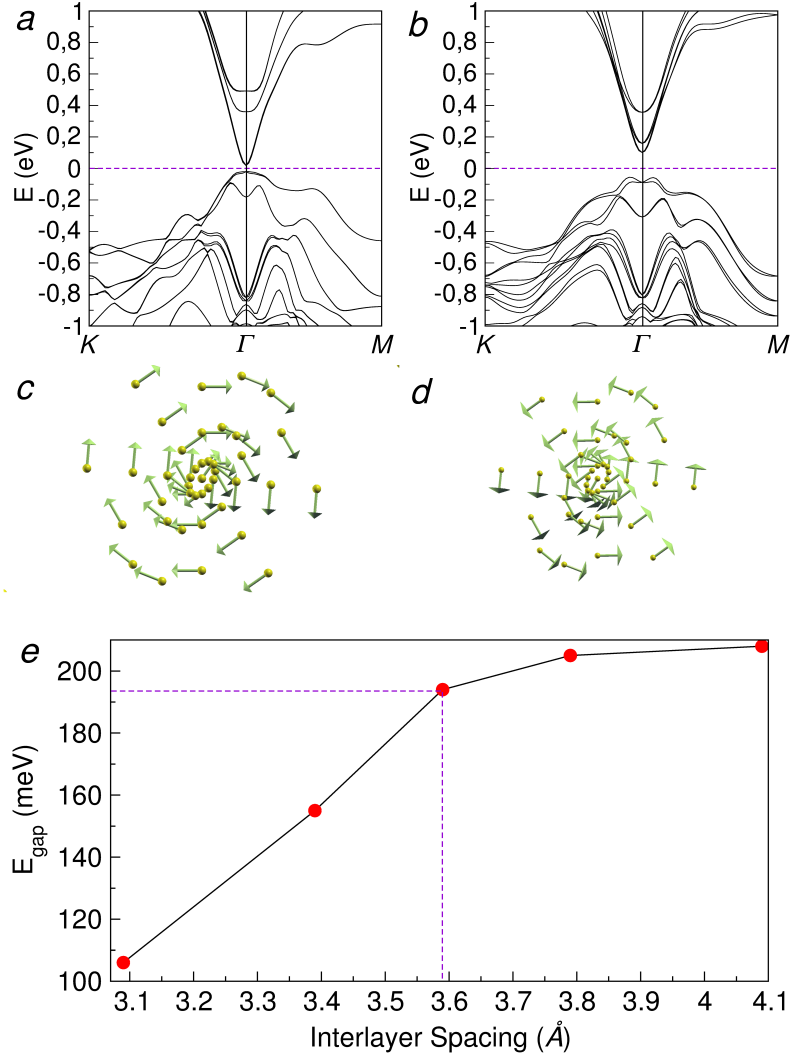 a
b
1
0,8
0,6
0,4
0,2
0
-0,2
-0,4
-0,6
-0,8
-1
E (eV)
K
Γ
M
1
0,8
0,6
0,4
0,2
0
-0,2
-0,4
-0,6
-0,8
-1
E (eV)
K
Γ
M
c
d
e
200
180
160
140
120
100
E_gap (meV)
3.1
3.2
3.3
3.4
3.5
3.6
3.7
3.8
3.9
4
4.1
Interlayer Spacing (Å)